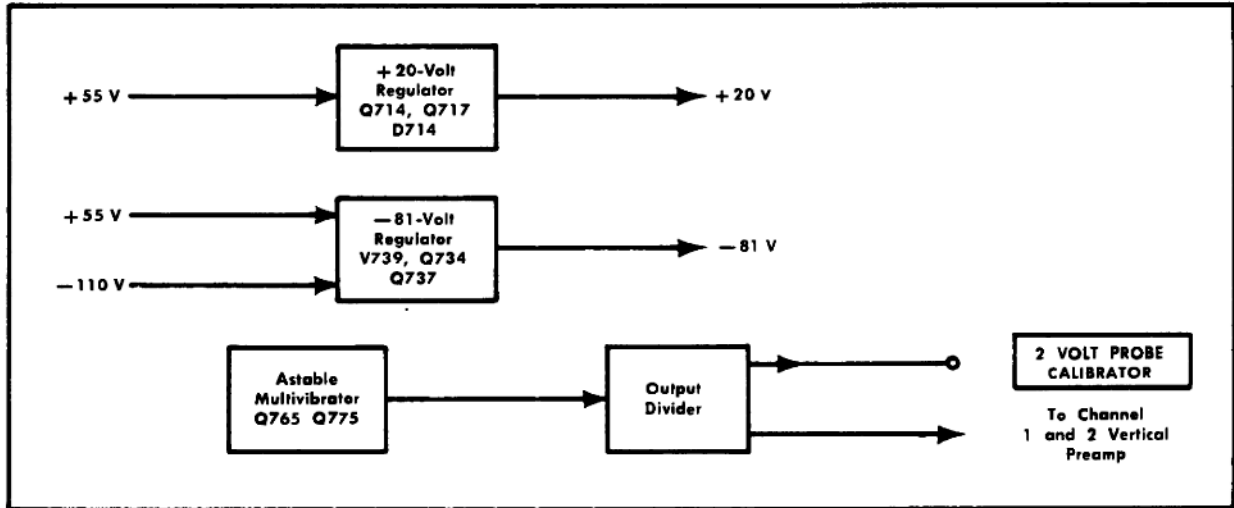 +55 V
+20-Volt
Regulator
Q714, Q717
D714
+20 V
+55 V
−110 V
−81-Volt
Regulator
V739, Q734
Q737
−81 V
Astable
Multivibrator
Q765 Q775
Output
Divider
2 VOLT PROBE
CALIBRATOR
To Channel
1 and 2 Vertical
Preamp